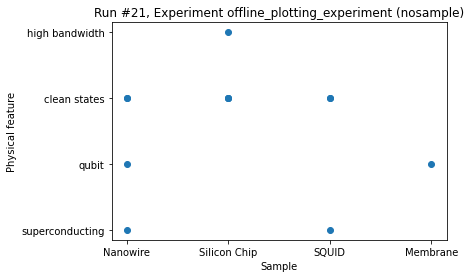 Run #21, Experiment offline_plotting_experiment (nosample)
high bandwidth
clean states
qubit
superconducting
Physical feature
Nanowire Silicon Chip SQUID Membrane
Sample